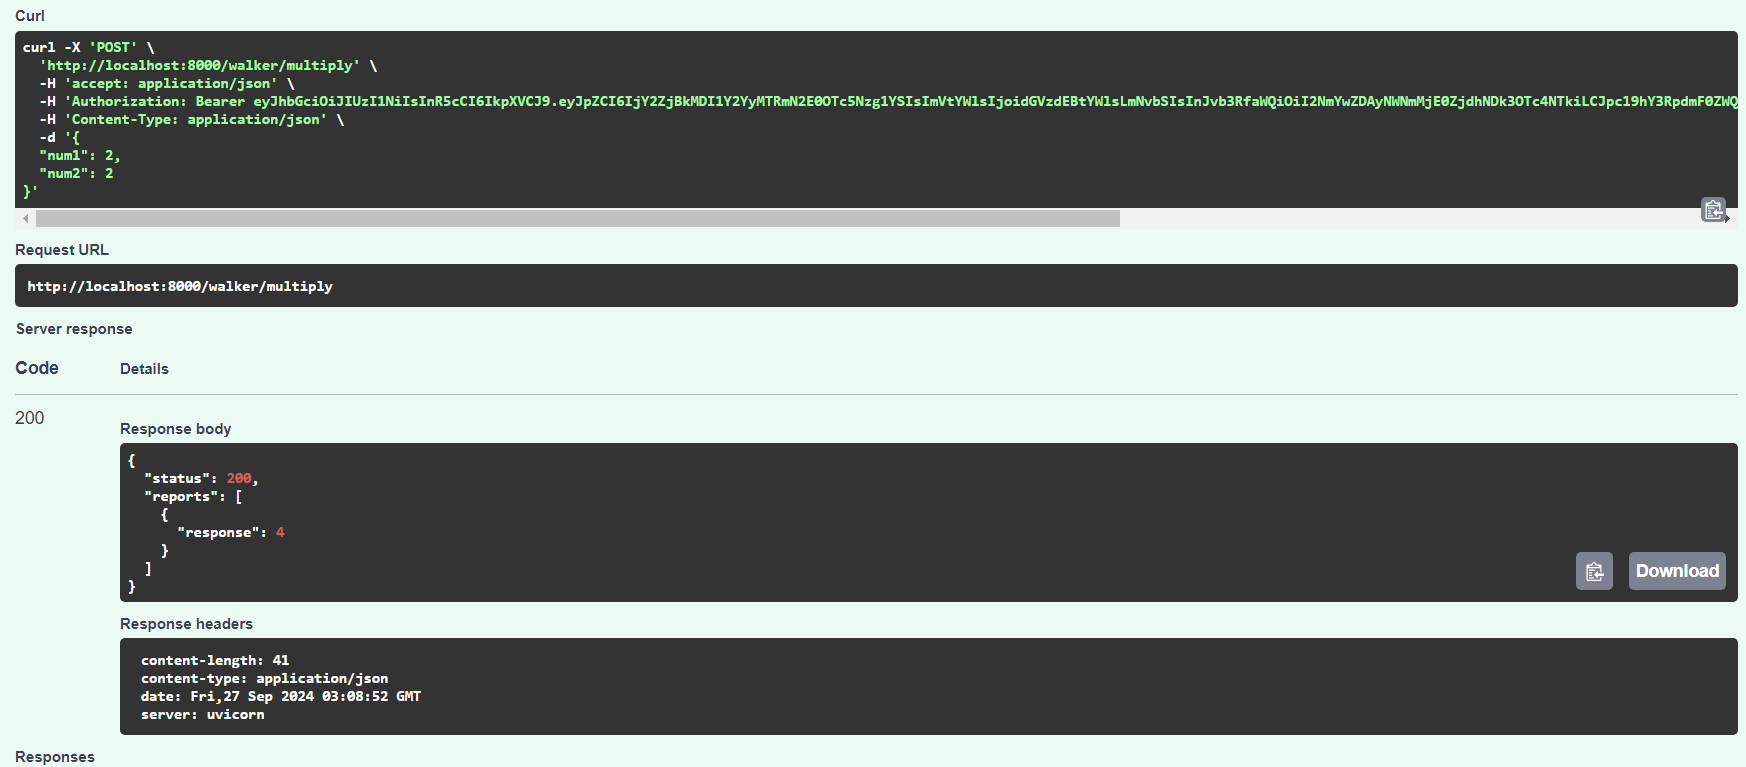 Curl
curl -X 'POST' \
'http://localhost:8000/walker/multiply' \
-H 'accept: application/json' \
-H 'Authorization: Bearer eyJhbGciOiJIUzI1NiIsInR5cCI6IkpXVCJ9.eyJpZCI6IjY2ZjBkMDI1Y2YyMTRmN2E0OTc5Nzg1YSIsImVtYWlsIjoidGVzdEBtYWlsLmNvbSIsInJvb3RfaWQiOiI2NmYwZDAyNWNmMjE0ZjdhNDk3OTc4NTkiLCJpc19hY3RpdmF0ZWQ
-H 'Content-Type: application/json' \
-d '{
"num1": 2,
"num2": 2
}'
Request URL
http://localhost:8000/walker/multiply
Server response
Code Details
200
Response body
{
"status": 200,
"reports": [
{
"response": 4
}
]
}
Download
Response headers
content-length: 41
content-type: application/json
date: Fri,27 Sep 2024 03:08:52 GMT
server: uvicorn
Responses